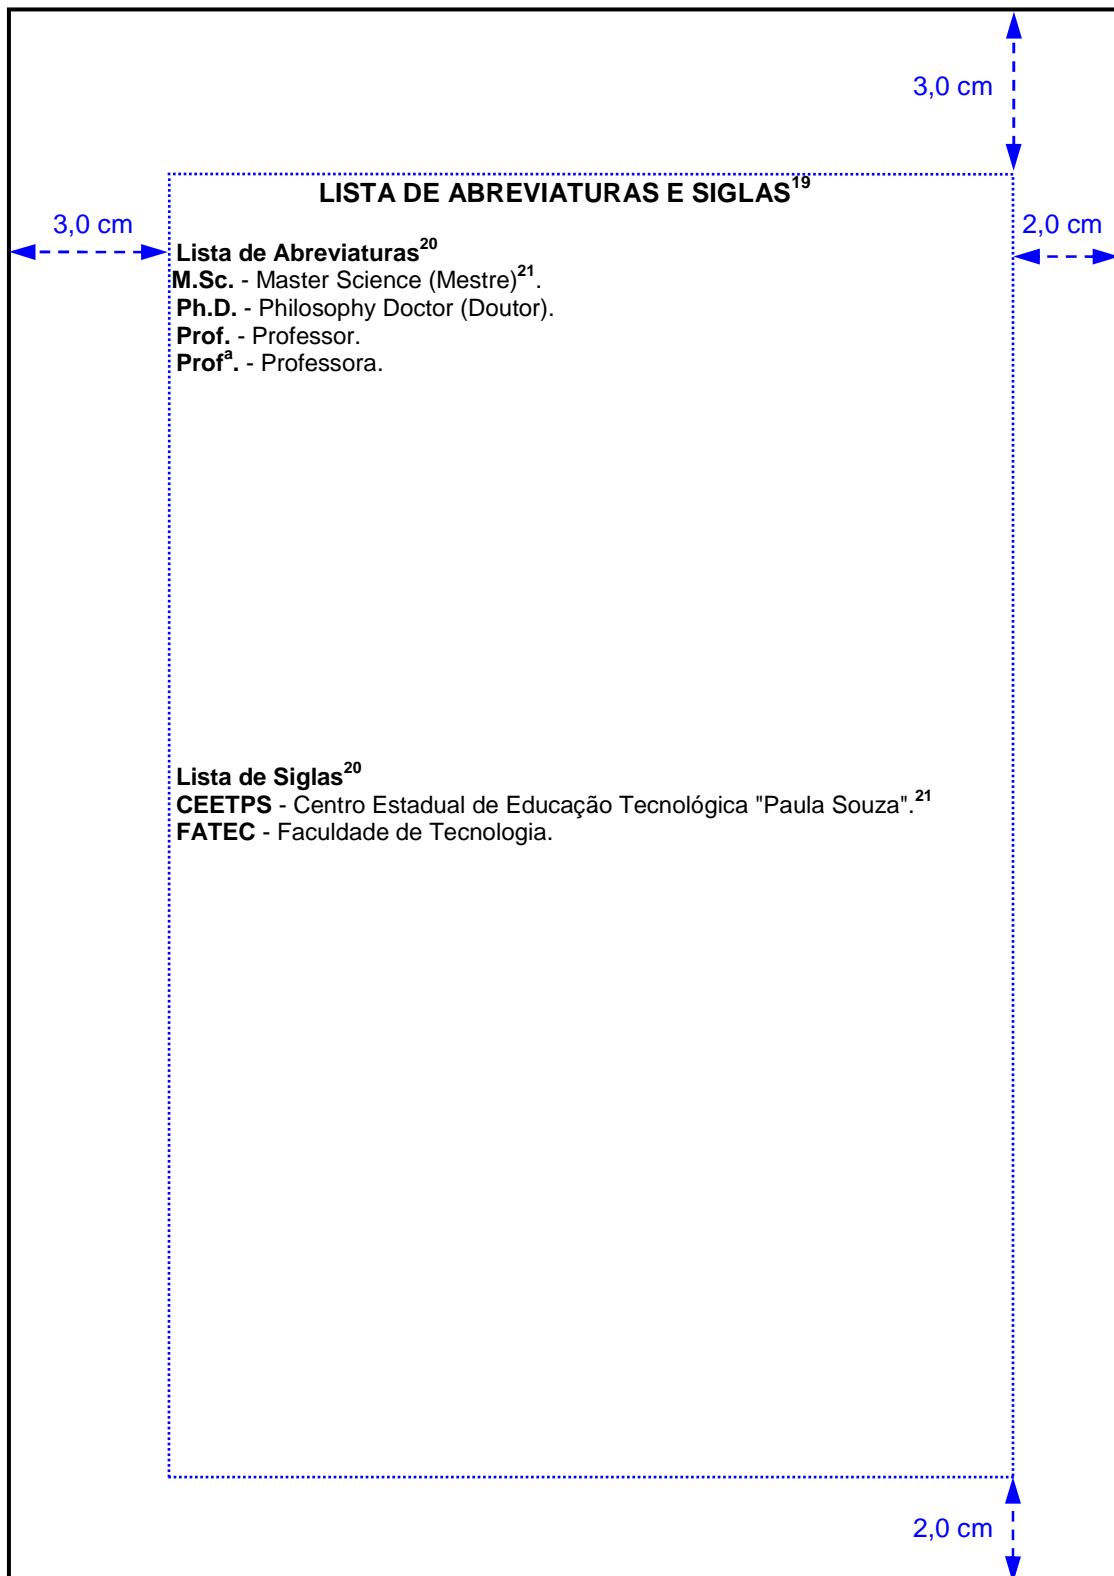 3,0 cm
LISTA DE ABREVIATURAS E SIGLAS19
3,0 cm
2,0 cm
Lista de Abreviaturas20
M.Sc. - Master Science (Mestre)21.
Ph.D. - Philosophy Doctor (Doutor).
Prof. - Professor.
Profª. - Professora.
Lista de Siglas20
CEETPS - Centro Estadual de Educação Tecnológica "Paula Souza".21
FATEC - Faculdade de Tecnologia.
2,0 cm